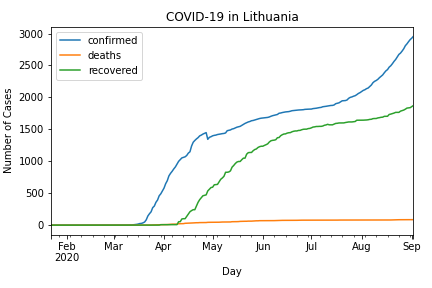 COVID-19 in Lithuania
confirmed
deaths
recovered
Number of Cases
3000
2500
2000
1500
1000
500
0
Feb Mar Apr May Jun Jul Aug Sep
2020
Day